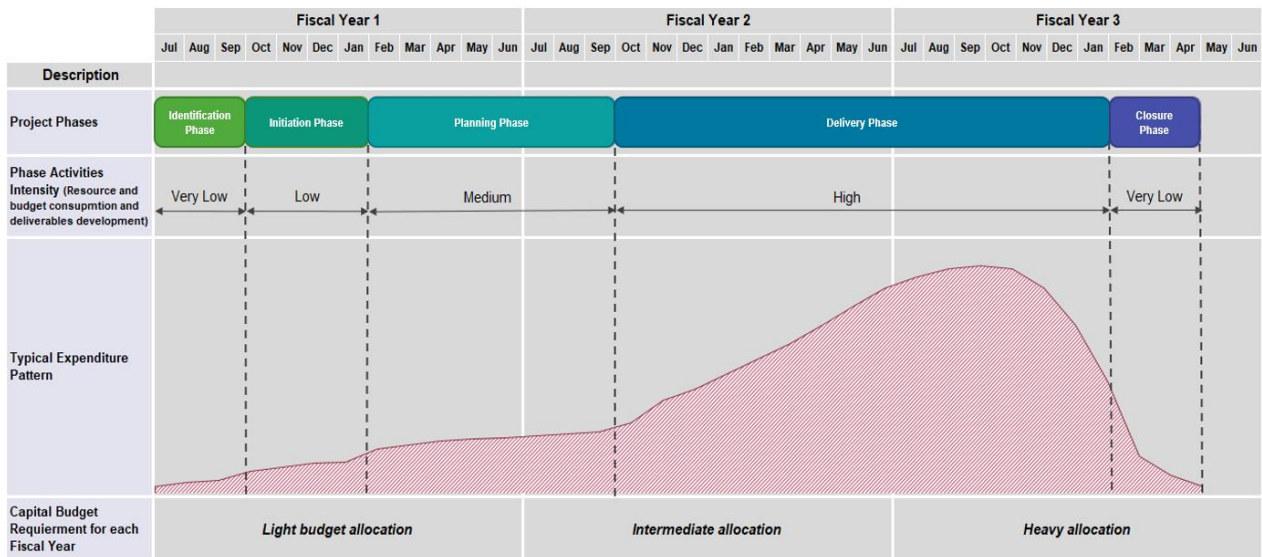 Fiscal Year 1 Fiscal Year 2 Fiscal Year 3
Jul Aug Sep Oct Nov Dec Jan Feb Mar Apr May Jun Jul Aug Sep Oct Nov Dec Jan Feb Mar Apr May Jun Jul Aug Sep Oct Nov Dec Jan Feb Mar Apr May Jun
Description
Project Phases
Identification
Phase
Initiation Phase
Planning Phase
Delivery Phase
Closure
Phase
Phase Activities
Intensity (Resource and
budget consupmtion and
deliverables development)
Very Low
Low
Medium
High
Very Low
Typical Expenditure
Pattern
Capital Budget
Requierment for each
Fiscal Year
Light budget allocation
Intermediate allocation
Heavy allocation